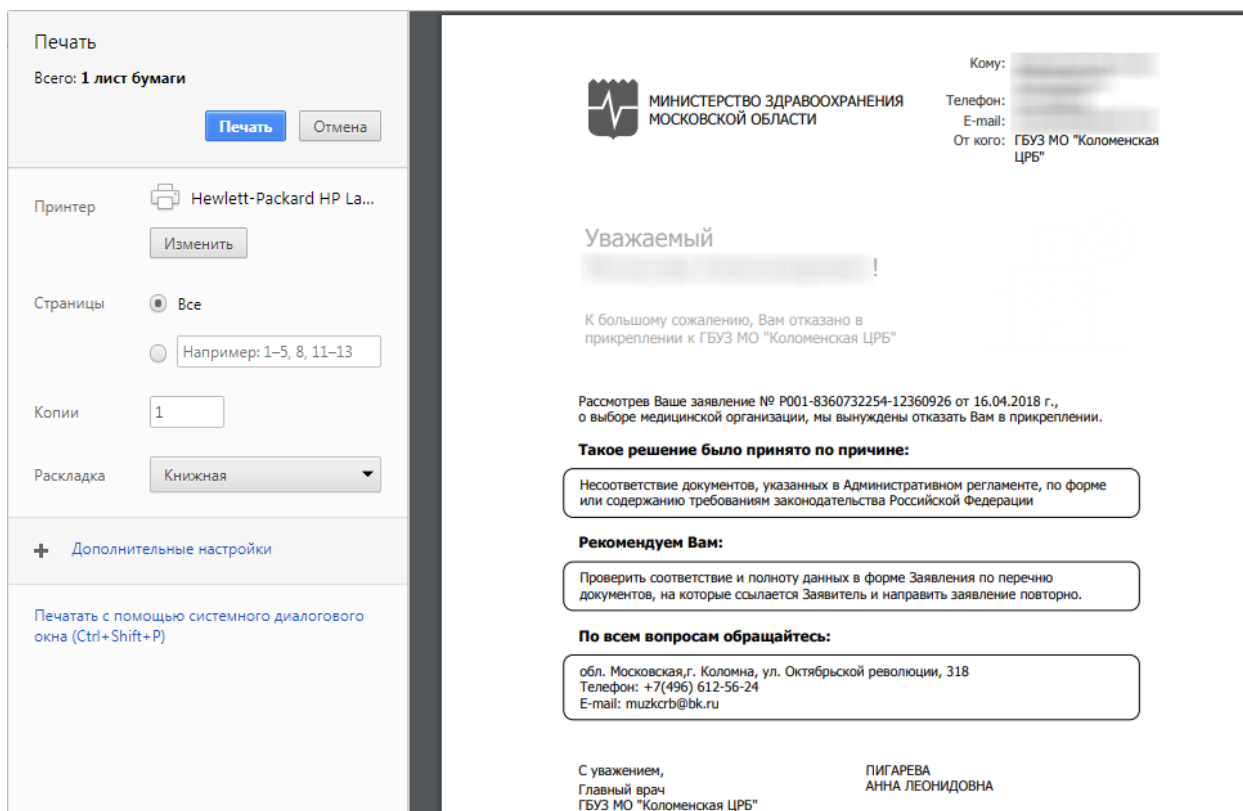 Печать
Всего: 1 лист бумаги
Печать
Отмена
Принтер
Hewlett-Packard HP La...
Изменить
Страницы
Все
Например: 1–5, 8, 11–13
Копии
1
Раскладка
Книжная
Дополнительные настройки
Печатать с помощью системного диалогового
окна (Ctrl+Shift+P)
МИНИСТЕРСТВО ЗДРАВООХРАНЕНИЯ
МОСКОВСКОЙ ОБЛАСТИ
Кому:
Телефон:
E-mail:
От кого: ГБУЗ МО "Коломенская
ЦРБ"
Уважаемый
!
К большому сожалению, Вам отказано в
прикреплении к ГБУЗ МО "Коломенская ЦРБ"
Рассмотрев Ваше заявление № P001-8360732254-12360926 от 16.04.2018 г.,
о выборе медицинской организации, мы вынуждены отказать Вам в прикреплении.
Такое решение было принято по причине:
Несоответствие документов, указанных в Административном регламенте, по форме
или содержанию требованиям законодательства Российской Федерации
Рекомендуем Вам:
Проверить соответствие и полноту данных в форме Заявления по перечню
документов, на которые ссылается Заявитель и направить заявление повторно.
По всем вопросам обращайтесь:
обл. Московская,г. Коломна, ул. Октябрьской революции, 318
Телефон: +7(496) 612-56-24
E-mail: muzkcrb@bk.ru
С уважением,
Главный врач
ГБУЗ МО "Коломенская ЦРБ"
ПИГАРЕВА
АННА ЛЕОНИДОВНА